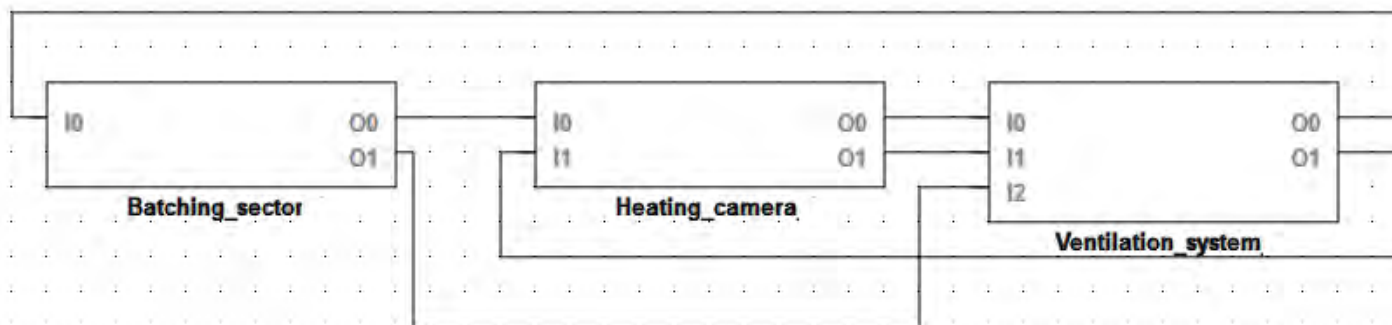 I0 O0 I0 O0 I0 O0
O1 I1 O1 I1 O1
I2
Batching_sector Heating_camera
Ventilation_system